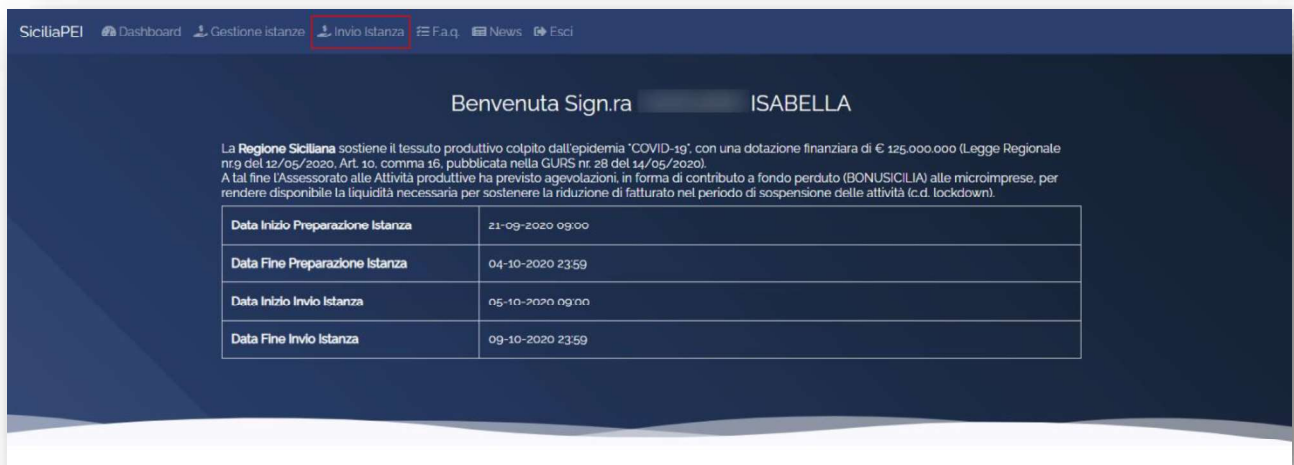 SiciliaPEI Dashboard Gestione istanze Invio Istanza F.a.q. News Esci
Benvenuta Sign.ra ISABELLA
La Regione Siciliana sostiene il tessuto produttivo colpito dall'epidemia "COVID-19", con una dotazione finanziara di € 125.000.000 (Legge Regionale
nr.9 del 12/05/2020, Art. 10, comma 16, pubblicata nella GURS nr. 28 del 14/05/2020).
A tal fine l'Assessorato alle Attività produttive ha previsto agevolazioni, in forma di contributo a fondo perduto (BONUSICILIA) alle microimprese, per
rendere disponibile la liquidità necessaria per sostenere la riduzione di fatturato nel periodo di sospensione delle attività (c.d. lockdown).
Data Inizio Preparazione Istanza 21-09-2020 09:00
Data Fine Preparazione Istanza 04-10-2020 23:59
Data Inizio Invio Istanza 05-10-2020 09:00
Data Fine Invio Istanza 09-10-2020 23:59